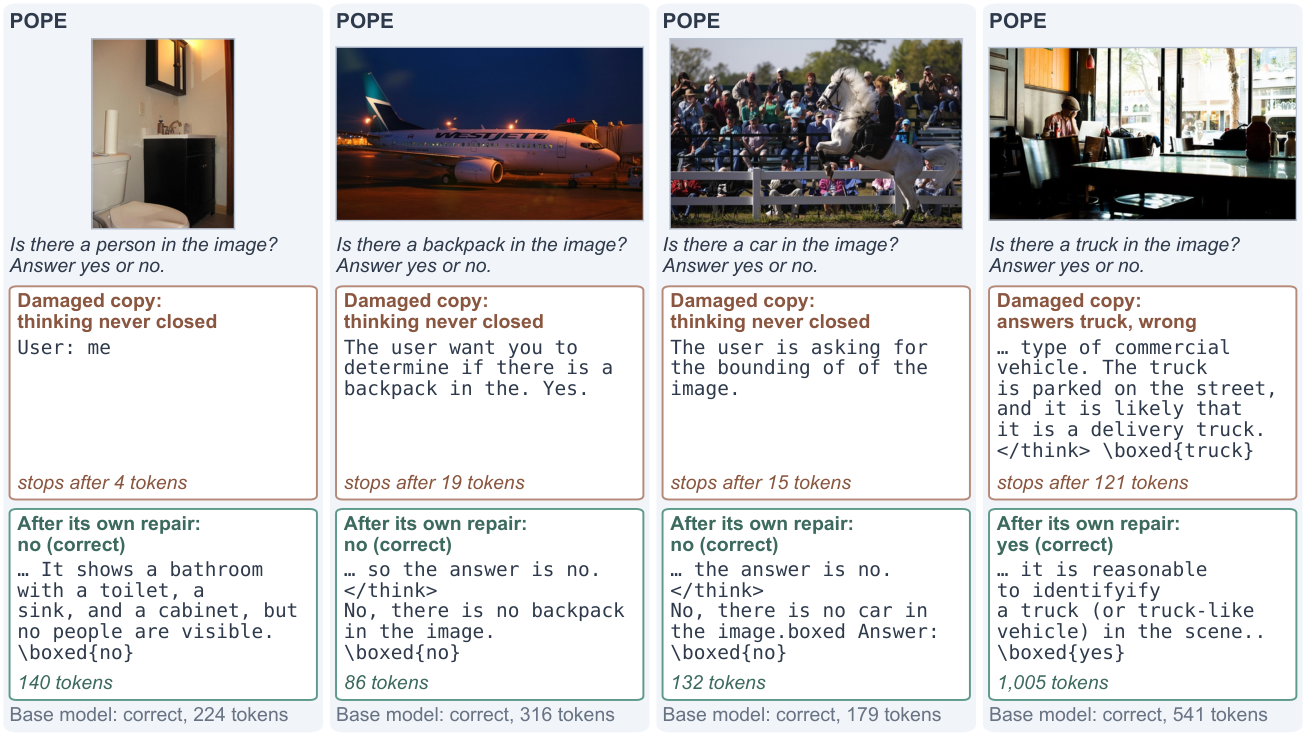 POPE
WESTJET
Is there a person in the image?
Answer yes or no.
Damaged copy:
thinking never closed
User: me
stops after 4 tokens
After its own repair:
no (correct)
… It shows a bathroom
with a toilet, a
sink, and a cabinet, but
no people are visible.
\boxed{no}
140 tokens
Base model: correct, 224 tokens
POPE
Is there a backpack in the image?
Answer yes or no.
Damaged copy:
thinking never closed
The user want you to
determine if there is a
backpack in the. Yes.
stops after 19 tokens
After its own repair:
no (correct)
… so the answer is no.
</think>
No, there is no backpack
in the image.
\boxed{no}
86 tokens
Base model: correct, 316 tokens
POPE
Is there a car in the image?
Answer yes or no.
Damaged copy:
thinking never closed
The user is asking for
the bounding of of the
image.
stops after 15 tokens
After its own repair:
no (correct)
… the answer is no.
</think>
No, there is no car in
the image.boxed Answer:
\boxed{no}
132 tokens
Base model: correct, 179 tokens
POPE
Is there a truck in the image?
Answer yes or no.
Damaged copy:
answers truck, wrong
… type of commercial
vehicle. The truck
is parked on the street,
and it is likely that
it is a delivery truck.
</think> \boxed{truck}
stops after 121 tokens
After its own repair:
yes (correct)
… it is reasonable
to identifyify
a truck (or truck-like
vehicle) in the scene..
\boxed{yes}
1,005 tokens
Base model: correct, 541 tokens